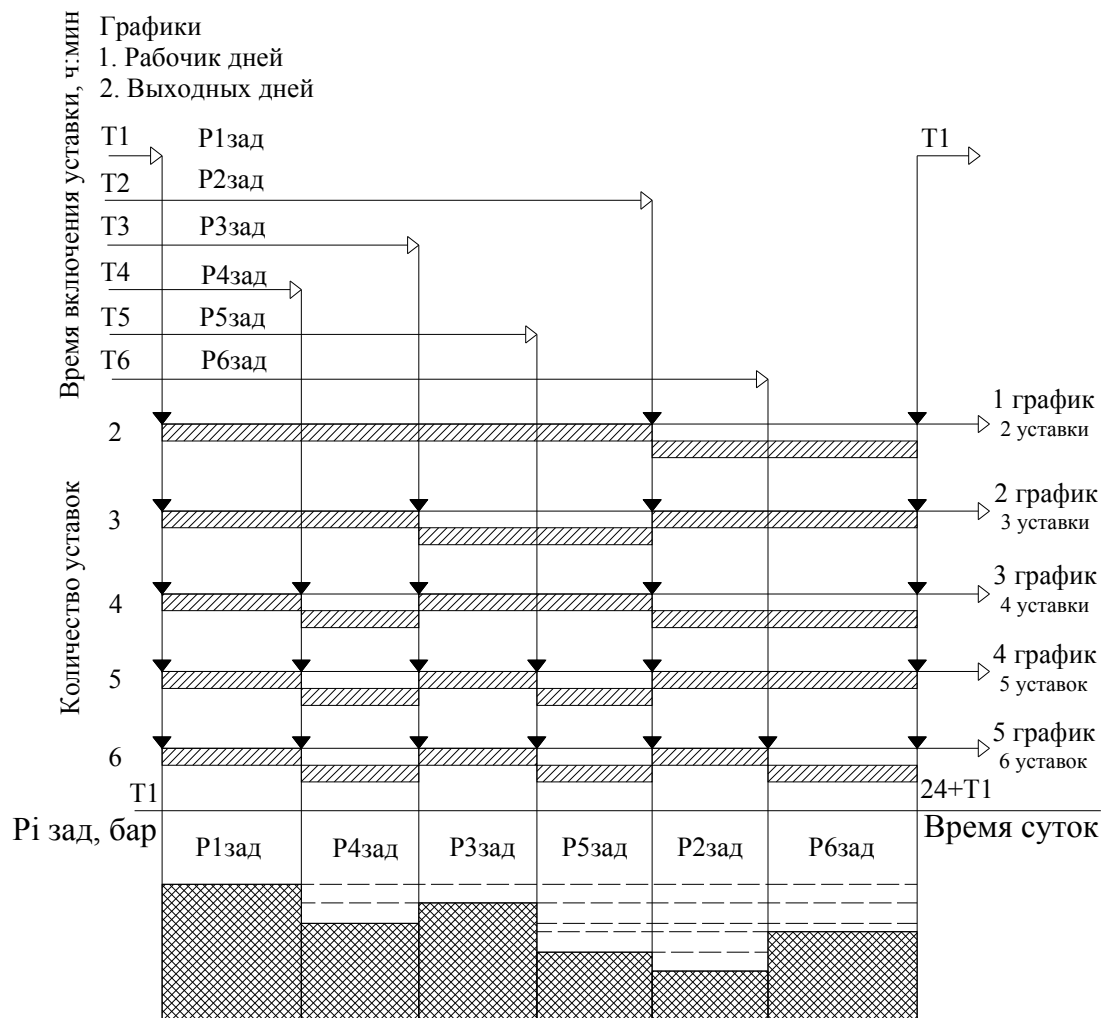 Графики
1. Рабочик дней
2. Выходных дней
Время включения уставки, ч:мин
T1 P1зад T1
T2 P2зад
T3 P3зад
T4 P4зад
T5 P5зад
T6 P6зад
Количество уставок
2 1 график
2 уставки
3 2 график
3 уставки
4 3 график
4 уставки
5 4 график
5 уставок
6 5 график
6 уставок
T1 24+T1
Pi зад, бар Время суток
P1зад P4зад P3зад P5зад P2зад P6зад